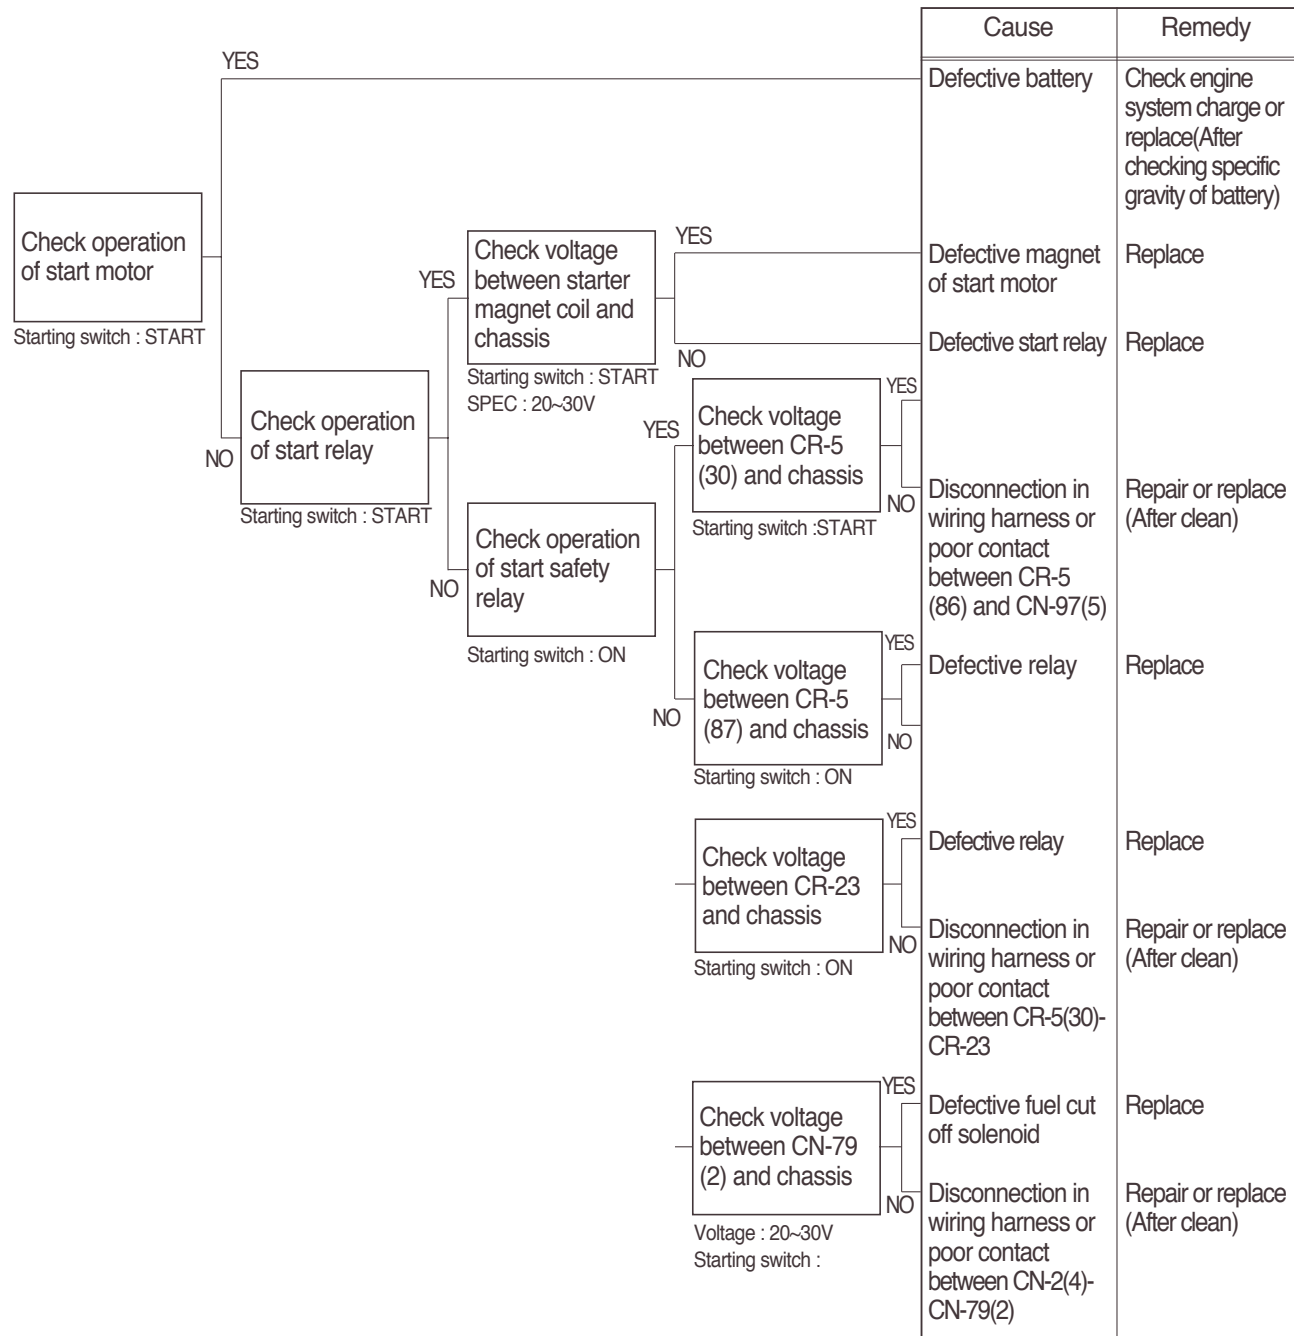 Cause
Remedy
YES
Defective battery
Check engine
system charge or
replace(After
checking specific
gravity of battery)
Check operation
of start motor
Starting switch : START
YES
Check voltage
between starter
magnet coil and
chassis
Starting switch : START
SPEC : 20~30V
YES
Defective magnet
of start motor
Replace
NO
Defective start relay
Replace
NO
Check operation
of start relay
Starting switch : START
YES
Check voltage
between CR-5
(30) and chassis
Starting switch :START
YES
NO
Disconnection in
wiring harness or
poor contact
between CR-5
(86) and CN-97(5)
Repair or replace
(After clean)
NO
Check operation
of start safety
relay
Starting switch : ON
NO
Check voltage
between CR-5
(87) and chassis
Starting switch : ON
YES
Defective relay
Replace
NO
Check voltage
between CR-23
and chassis
Starting switch : ON
YES
Defective relay
Replace
NO
Disconnection in
wiring harness or
poor contact
between CR-5(30)-
CR-23
Repair or replace
(After clean)
Check voltage
between CN-79
(2) and chassis
Voltage : 20~30V
Starting switch :
YES
Defective fuel cut
off solenoid
Replace
NO
Disconnection in
wiring harness or
poor contact
between CN-2(4)-
CN-79(2)
Repair or replace
(After clean)